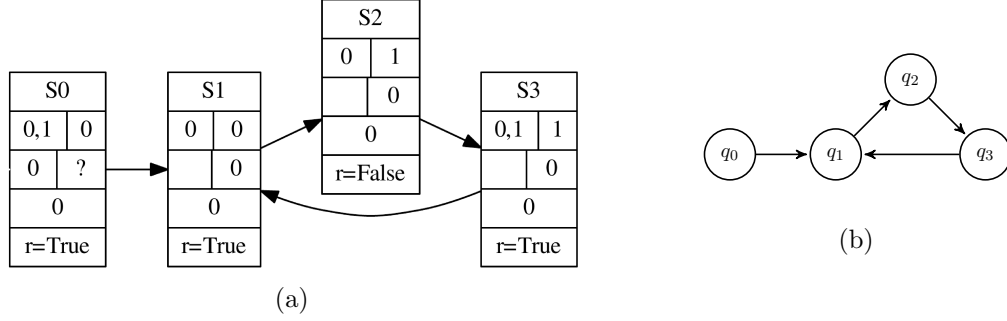 S0
0,1 0
0 ?
0
r=True
S1
0 0
0
0
r=True
S2
0 1
0
0
r=False
S3
0,1 1
0
0
r=True
(a)
q0
q1
q2
q3
(b)